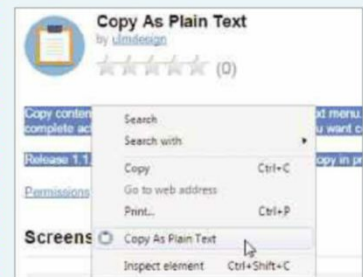 Copy As Plain Text
by ulmdesign
(0)
Copy conten
xt menu.
complete ac
u want c
Release 1.1.
opy in pr
Permissions
Screens
Search
Search with
Copy Ctrl+C
Go to web address
Print... Ctrl+P
Copy As Plain Text
Inspect element Ctrl+Shift+C